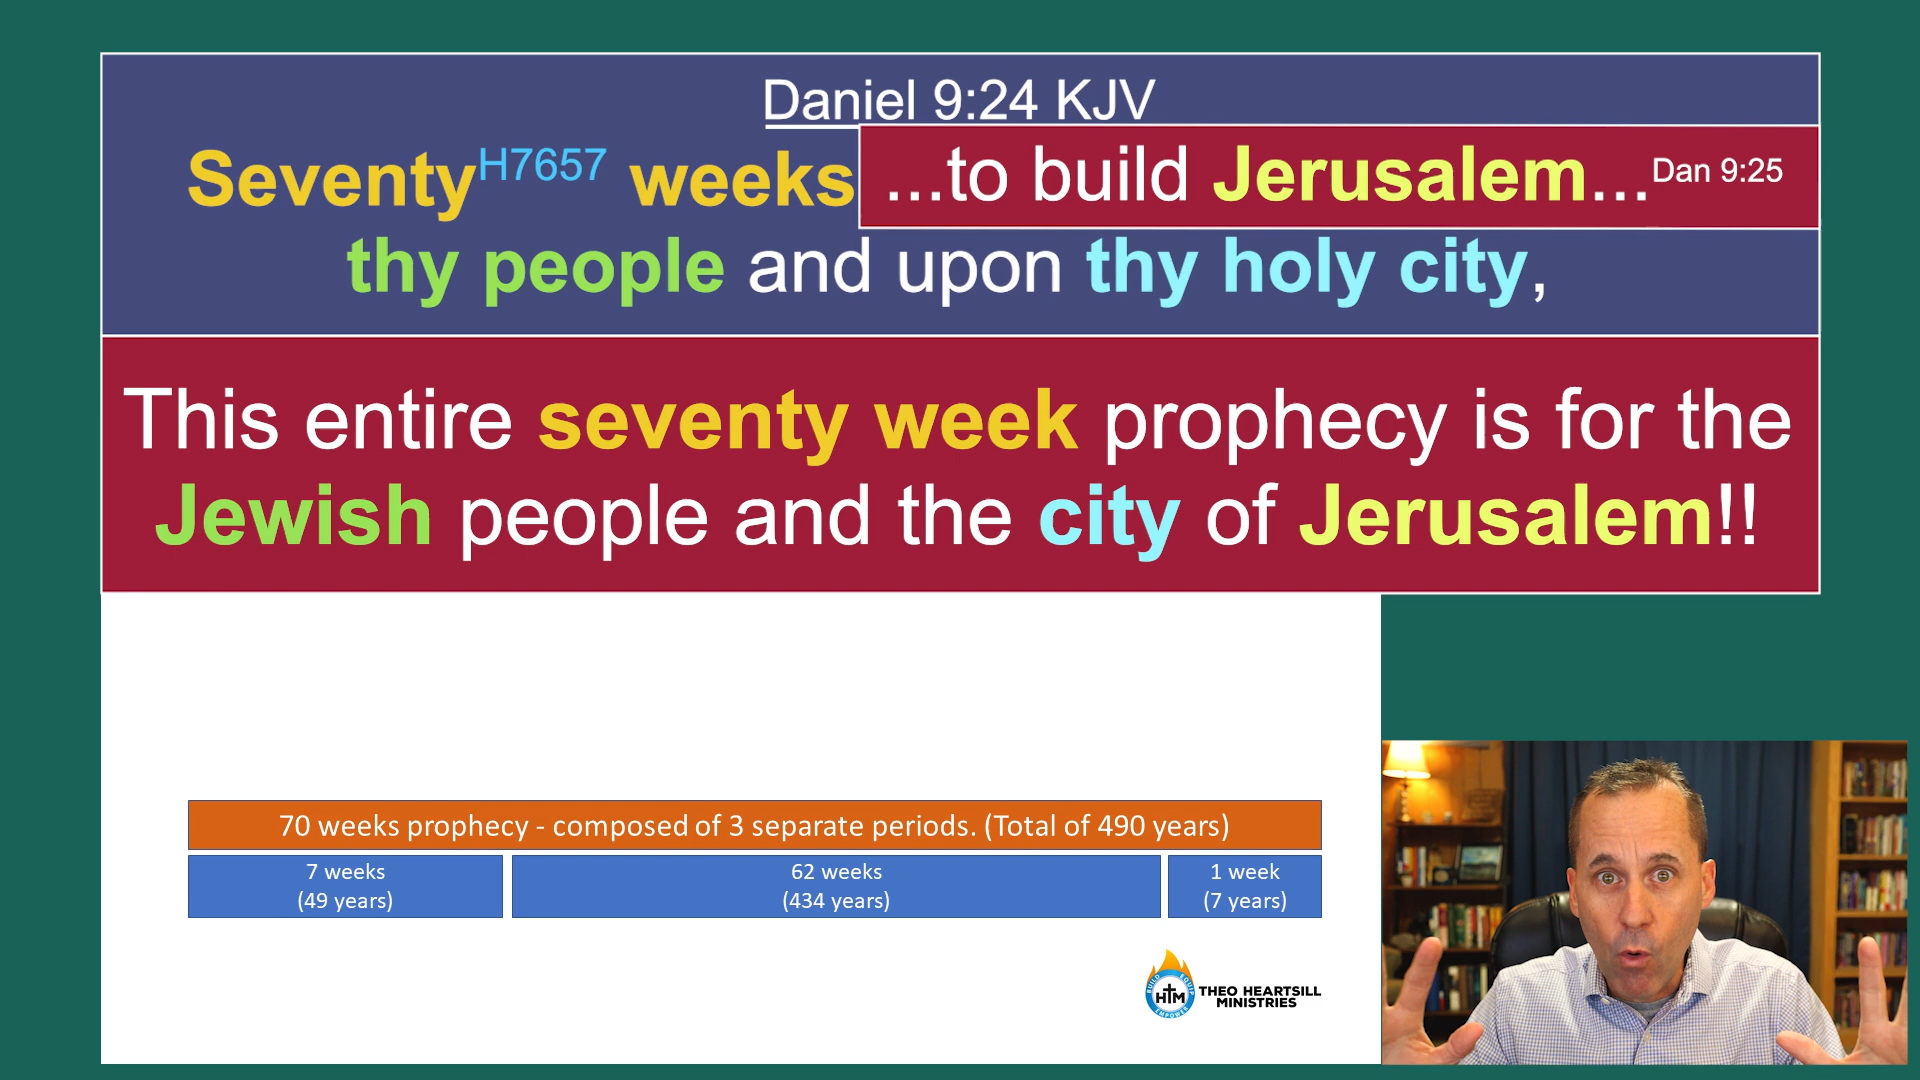 Daniel 9:24 KJV
SeventyH7657 weeks
...to build Jerusalem...Dan 9:25
thy people and upon thy holy city,
This entire seventy week prophecy is for the
Jewish people and the city of Jerusalem!!
70 weeks prophecy - composed of 3 separate periods. (Total of 490 years)
7 weeks
(49 years)
62 weeks
(434 years)
1 week
(7 years)
BUILD EQUIP
HTM
EMPOWER
THEO HEARTSILL
MINISTRIES